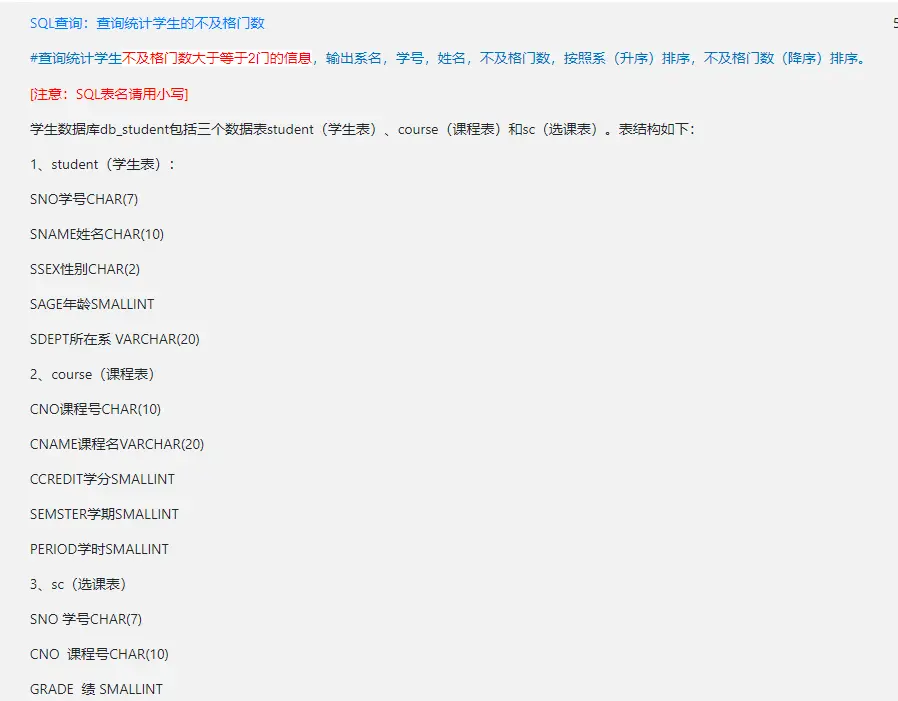 SQL查询：查询统计学生的不及格门数
#查询统计学生不及格门数大于等于2门的信息，输出系名，学号，姓名，不及格门数，按照系（升序）排序，不及格门数（降序）排序。
[注意：SQL表名请用小写]
学生数据库db_student包括三个数据表student（学生表）、course（课程表）和sc（选课表）。表结构如下：
1、student（学生表）：
SNO学号CHAR(7)
SNAME姓名CHAR(10)
SSEX性别CHAR(2)
SAGE年龄SMALLINT
SDEPT所在系 VARCHAR(20)
2、course（课程表）
CNO课程号CHAR(10)
CNAME课程名VARCHAR(20)
CCREDIT学分SMALLINT
SEMSTER学期SMALLINT
PERIOD学时SMALLINT
3、sc（选课表）
SNO 学号CHAR(7)
CNO 课程号CHAR(10)
GRADE 绩 SMALLINT